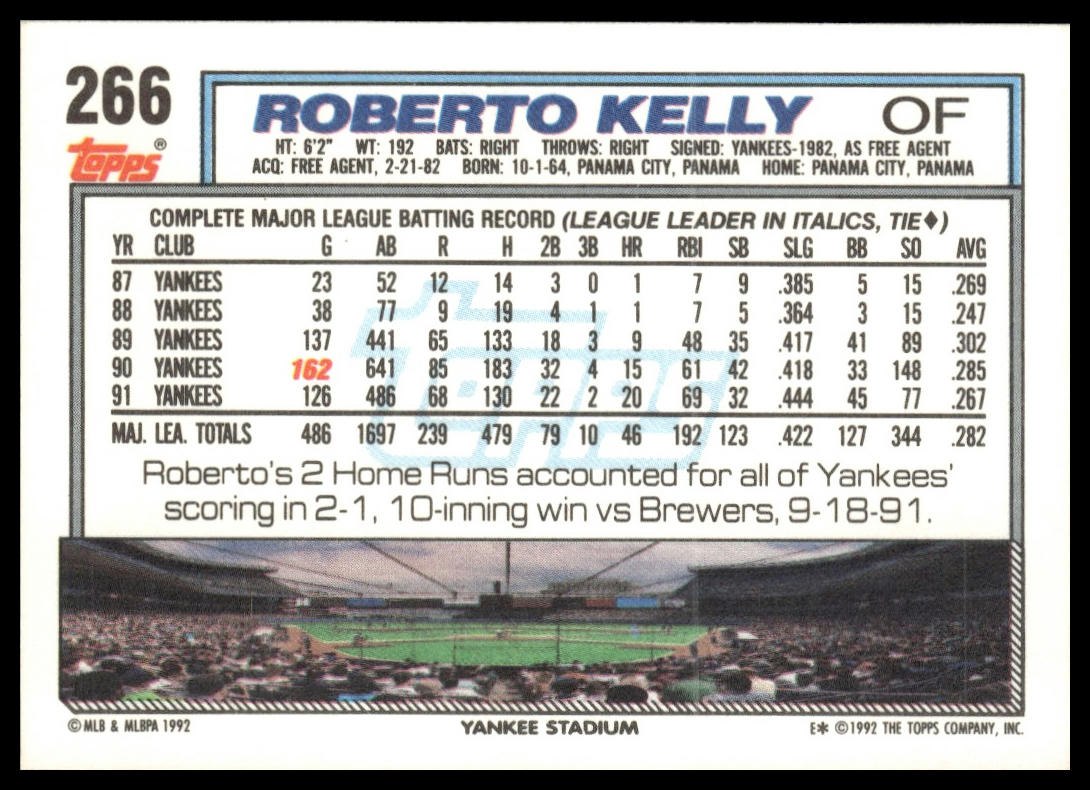 266
topps®
ROBERTO KELLY OF
HT: 6'2" WT: 192 BATS: RIGHT THROWS: RIGHT SIGNED: YANKEES-1982, AS FREE AGENT
ACQ: FREE AGENT, 2-21-82 BORN: 10-1-64, PANAMA CITY, PANAMA HOME: PANAMA CITY, PANAMA
COMPLETE MAJOR LEAGUE BATTING RECORD (LEAGUE LEADER IN ITALICS, TIE♦)
YR CLUB G AB R H 2B 3B HR RBI SB SLG BB SO AVG
87 YANKEES 23 52 12 14 3 0 1 7 9 .385 5 15 .269
88 YANKEES 38 77 9 19 4 1 1 7 5 .364 3 15 .247
89 YANKEES 137 441 65 133 18 3 9 48 35 .417 41 89 .302
90 YANKEES 162 641 85 183 32 4 15 61 42 .418 33 148 .285
91 YANKEES 126 486 68 130 22 2 20 69 32 .444 45 77 .267
MAJ. LEA. TOTALS 486 1697 239 479 79 10 46 192 123 .422 127 344 .282
topps
Roberto's 2 Home Runs accounted for all of Yankees'
scoring in 2-1, 10-inning win vs Brewers, 9-18-91.
© MLB & MLBPA 1992 YANKEE STADIUM E* © 1992 THE TOPPS COMPANY, INC.